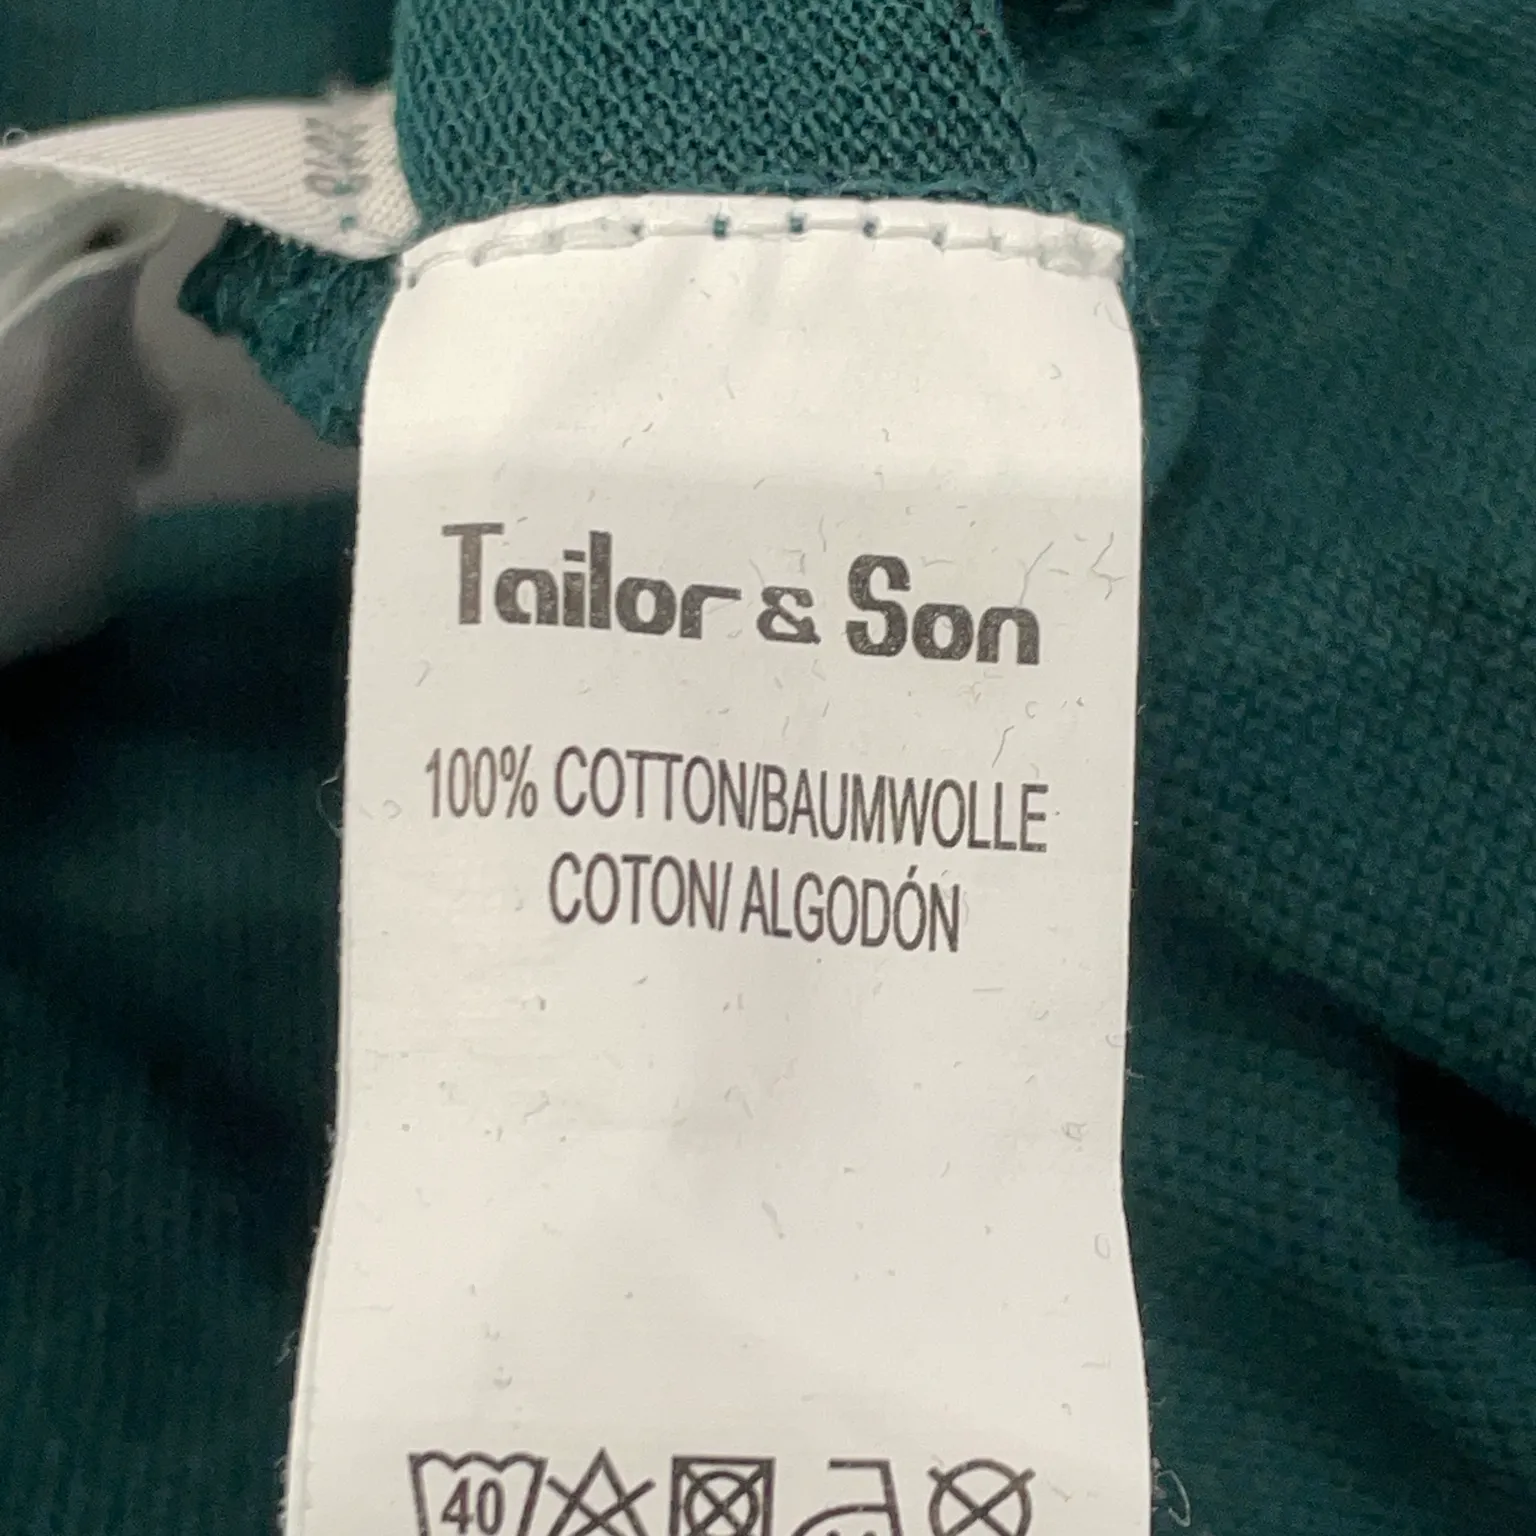 Tailor & Son
100% COTTON/BAUMWOLLE
COTON/ ALGODÓN
40